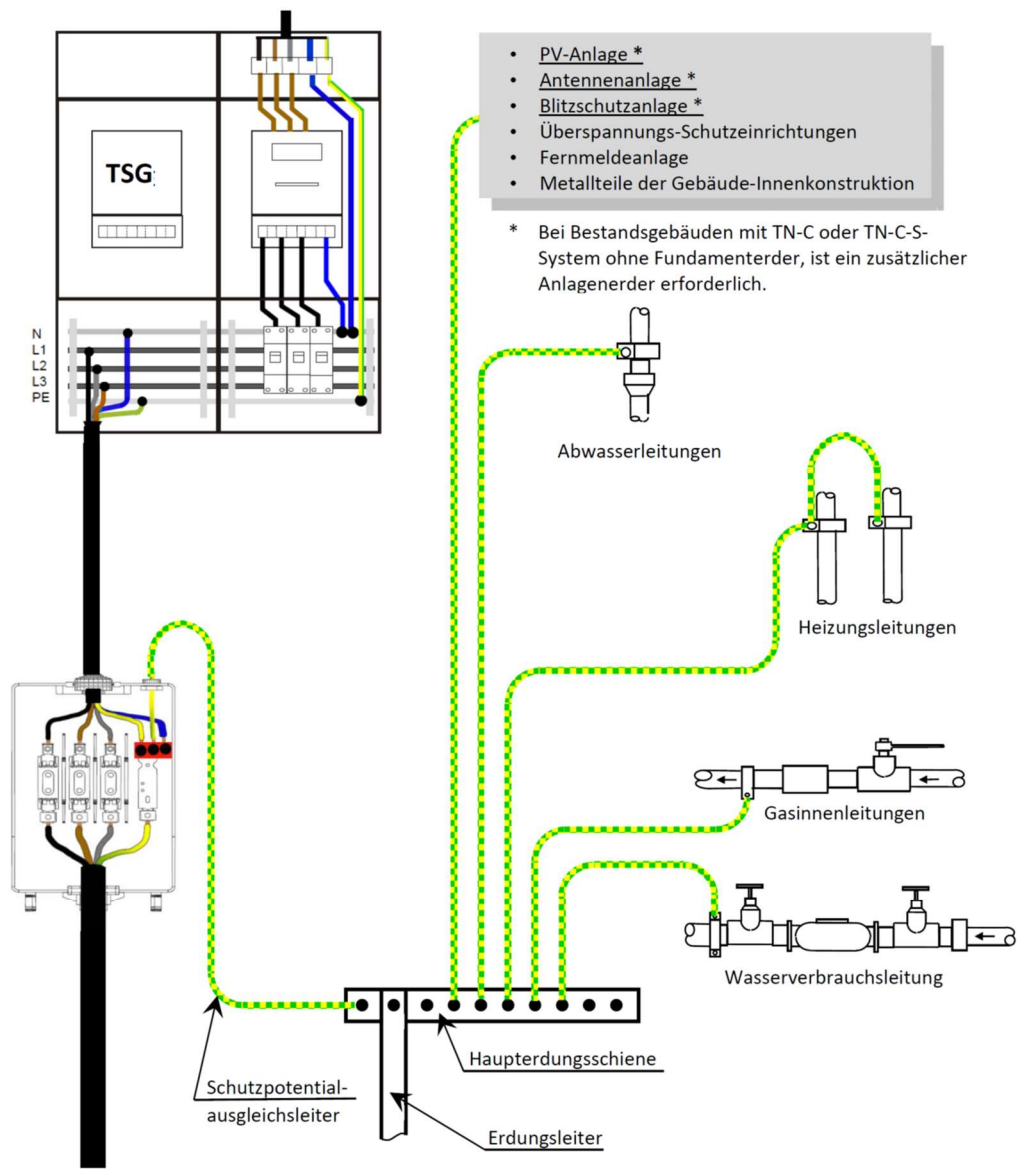 • PV-Anlage *
• Antennenanlage *
• Blitzschutzanlage *
• Überspannungs-Schutzeinrichtungen
• Fernmeldeanlage
• Metallteile der Gebäude-Innenkonstruktion
* Bei Bestandsgebäuden mit TN-C oder TN-C-S-
System ohne Fundamenterder, ist ein zusätzlicher
Anlagenerder erforderlich.
TSG
N
L1
L2
L3
PE
Abwasserleitungen
Heizungsleitungen
Gasinnenleitungen
Wasserverbrauchsleitung
Haupterdungsschiene
Schutzpotential-
ausgleichsleiter
Erdungsleiter